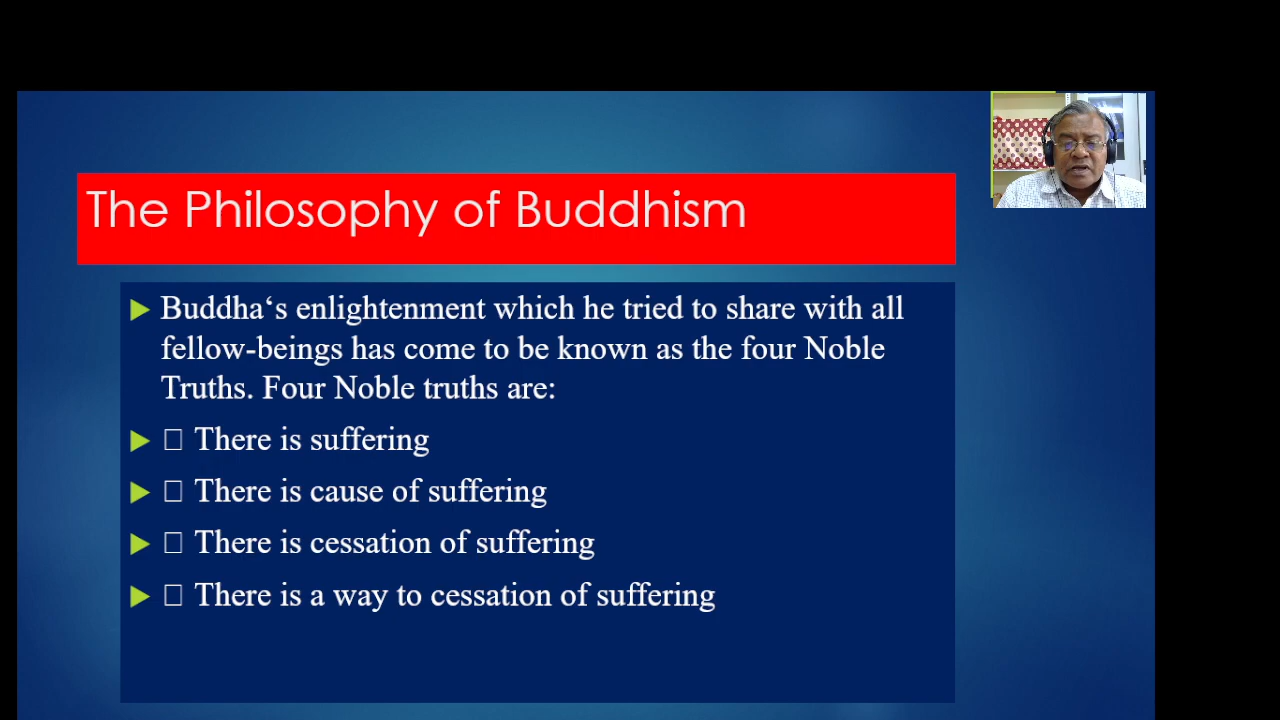 The Philosophy of Buddhism
Buddha‘s enlightenment which he tried to share with all
fellow-beings has come to be known as the four Noble
Truths. Four Noble truths are:
There is suffering
There is cause of suffering
There is cessation of suffering
There is a way to cessation of suffering